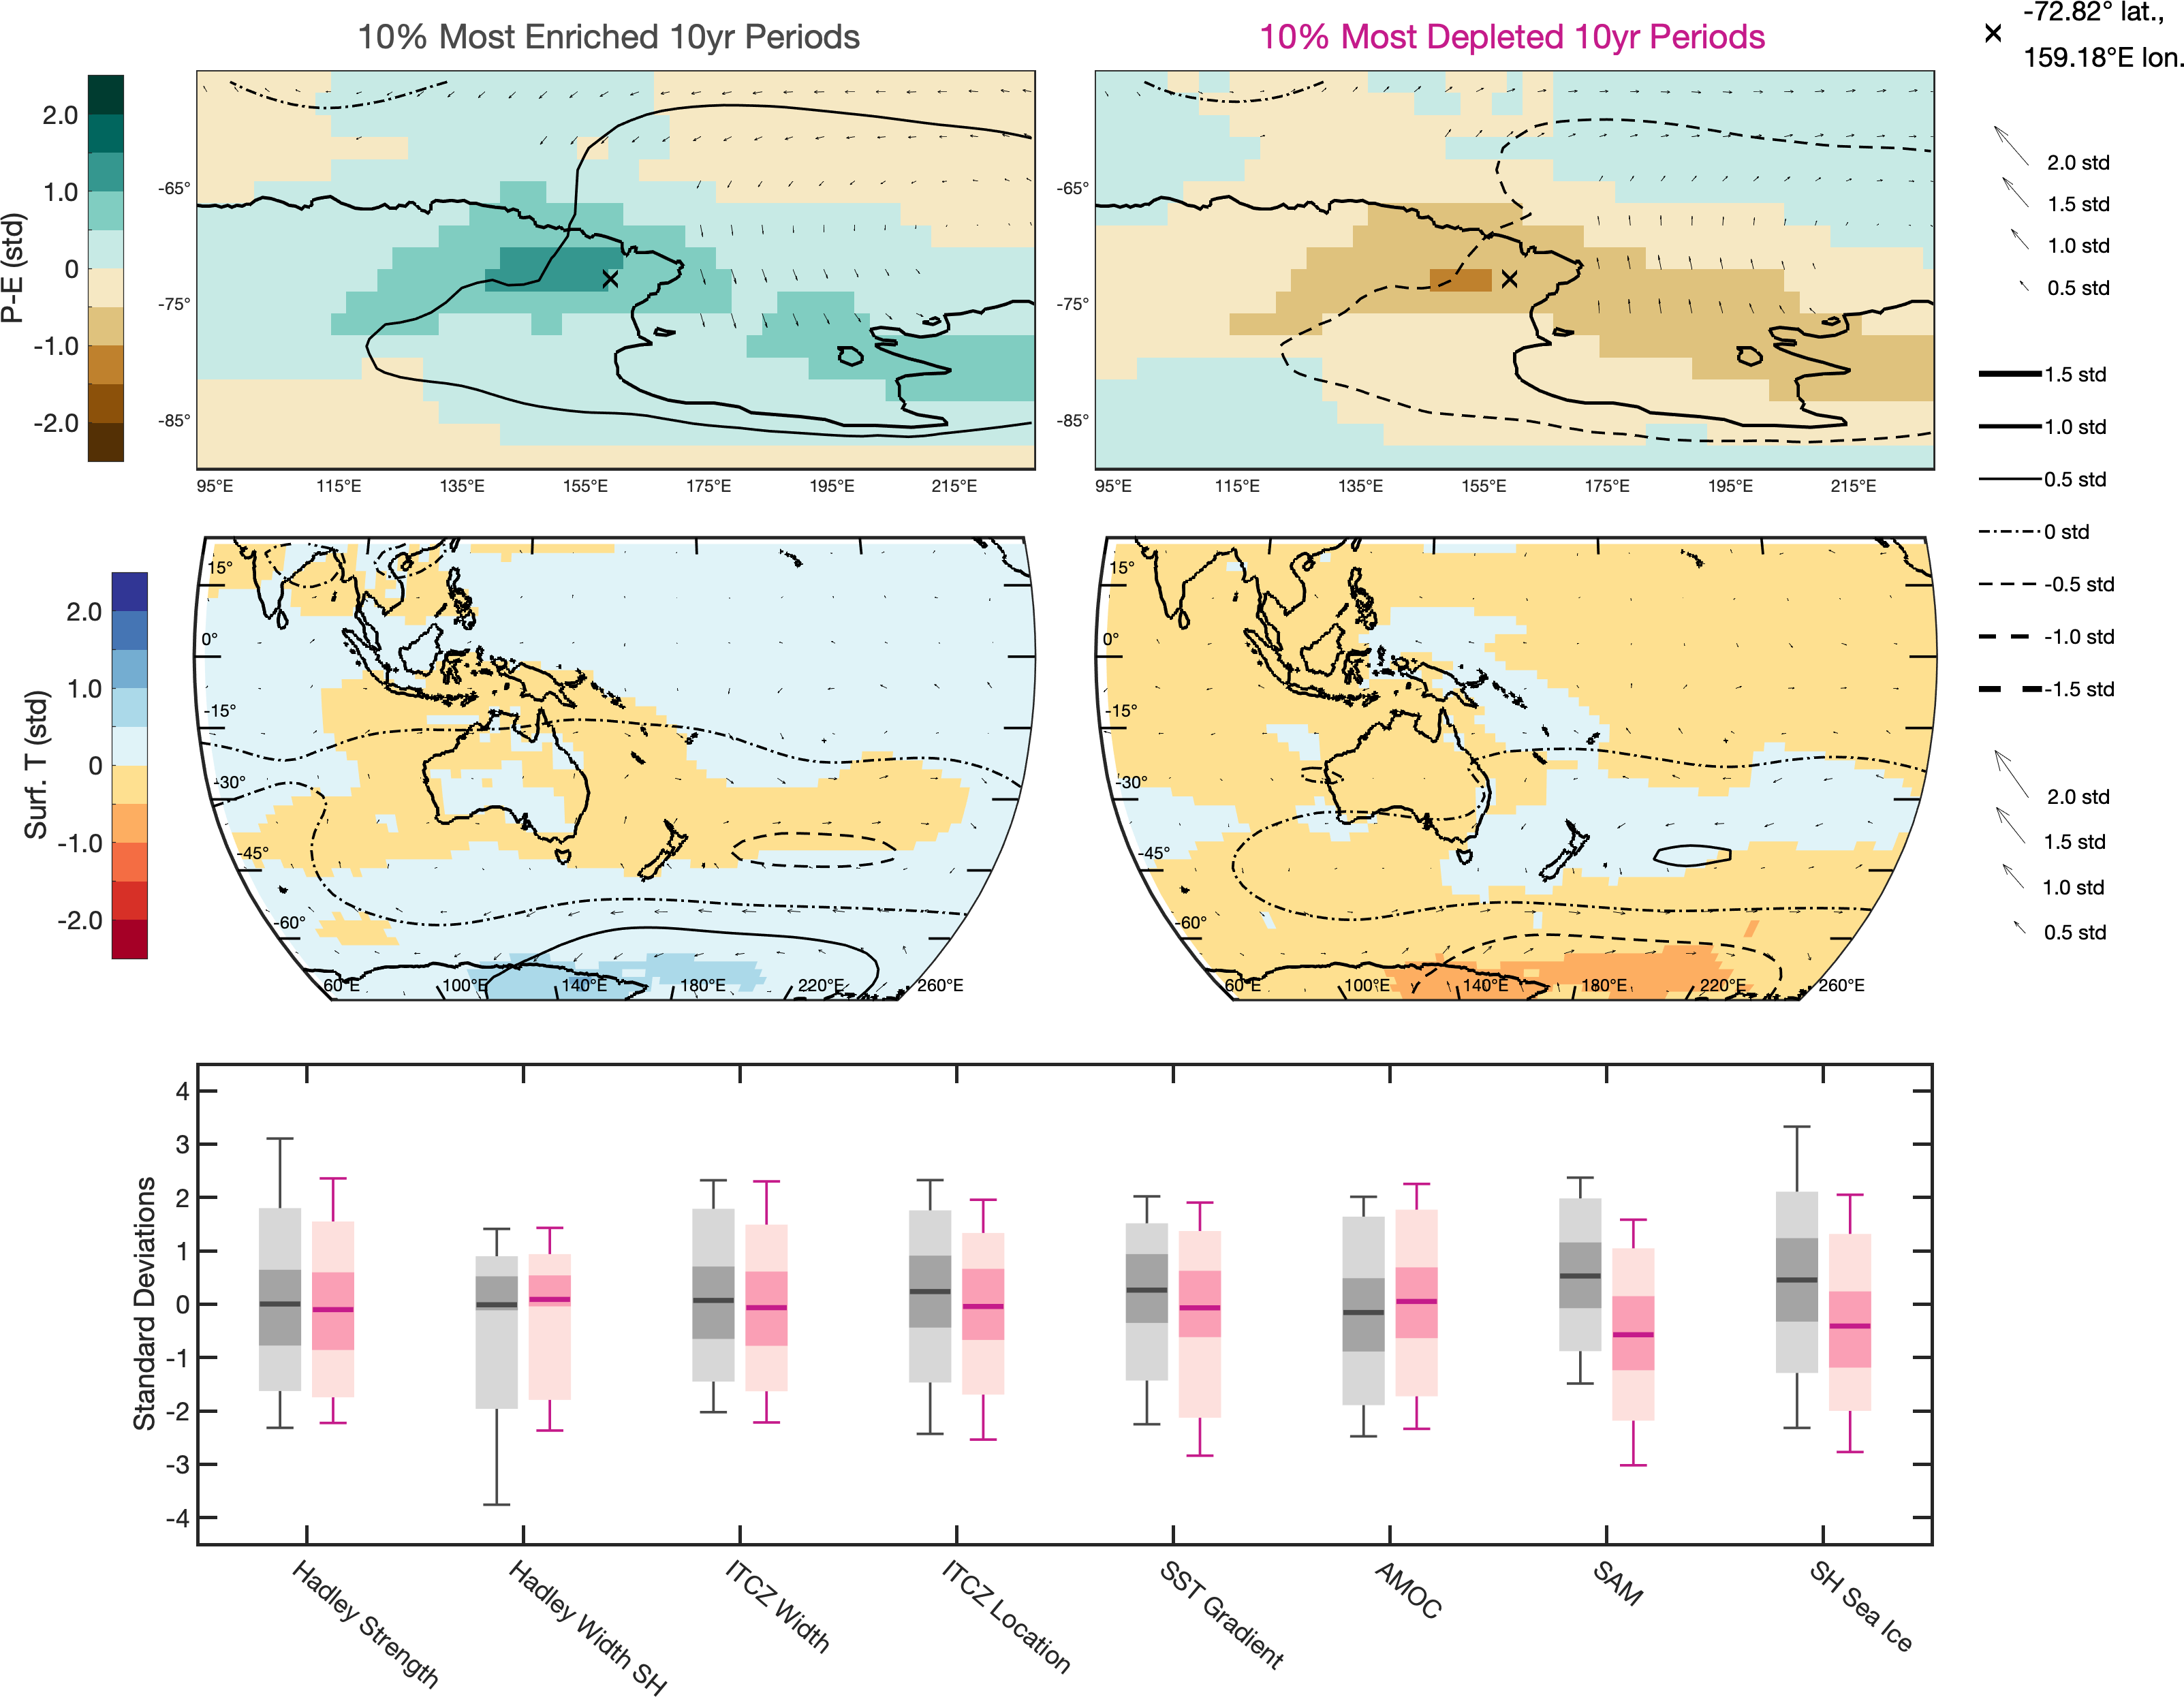 10% Most Enriched 10yr Periods
10% Most Depleted 10yr Periods
-72.82° lat.,
159.18°E lon.
P-E (std)
2.0
1.0
0
-1.0
-2.0
-65°
-75°
-85°
95°E 115°E 135°E 155°E 175°E 195°E 215°E
-65°
-75°
-85°
95°E 115°E 135°E 155°E 175°E 195°E 215°E
2.0 std
1.5 std
1.0 std
0.5 std
1.5 std
1.0 std
0.5 std
0 std
-0.5 std
-1.0 std
-1.5 std
2.0 std
1.5 std
1.0 std
0.5 std
Surf. T (std)
2.0
1.0
0
-1.0
-2.0
15°
0°
-15°
-30°
-45°
-60°
60°E 100°E 140°E 180°E 220°E 260°E
15°
0°
-15°
-30°
-45°
-60°
60°E 100°E 140°E 180°E 220°E 260°E
Standard Deviations
4
3
2
1
0
-1
-2
-3
-4
Hadley Strength
Hadley Width SH
ITCZ Width
ITCZ Location
SST Gradient
AMOC
SAM
SH Sea Ice